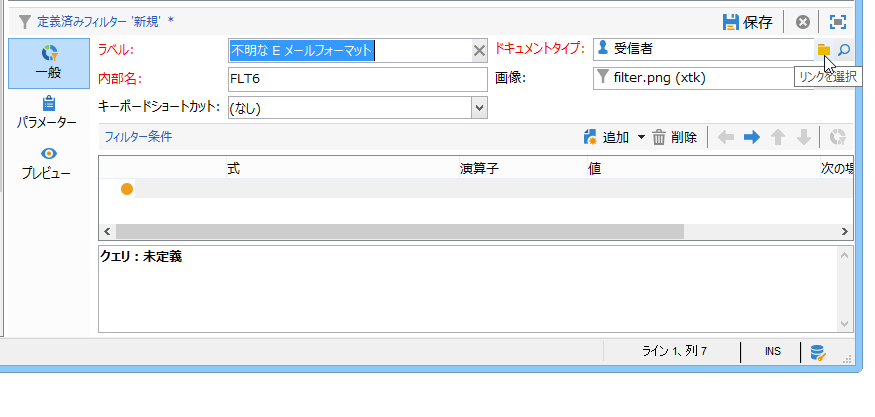 定義済みフィルター '新規' *
保存
一般
パラメーター
プレビュー
ラベル:
不明な E メールフォーマット
ドキュメントタイプ:
受信者
リンクを選択
内部名:
FLT6
画像:
filter.png (xtk)
キーボードショートカット:
(なし)
フィルター条件
追加
削除
式
演算子
値
次の場
クエリ : 未定義
ライン 1、列 7
INS